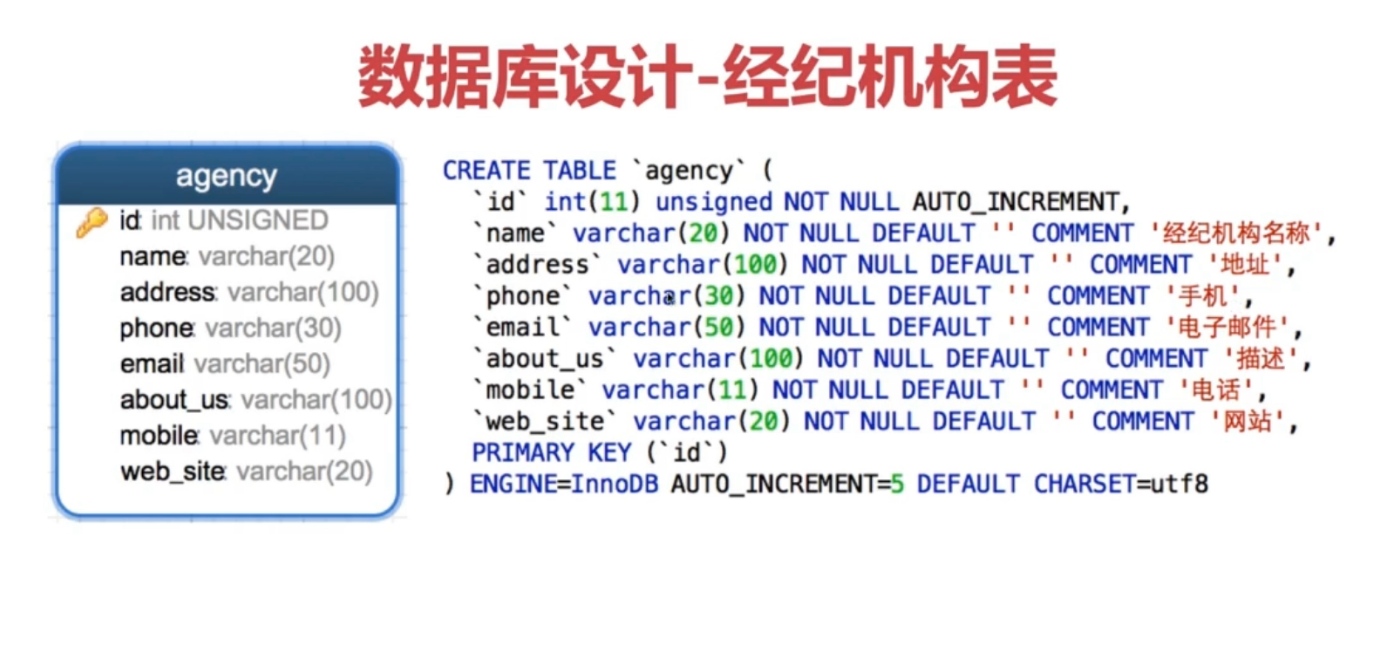 数据库设计-经纪机构表
agency
id: int UNSIGNED
name: varchar(20)
address: varchar(100)
phone: varchar(30)
email: varchar(50)
about_us: varchar(100)
mobile: varchar(11)
web_site: varchar(20)
CREATE TABLE `agency` (
`id` int(11) unsigned NOT NULL AUTO_INCREMENT,
`name` varchar(20) NOT NULL DEFAULT '' COMMENT '经纪机构名称',
`address` varchar(100) NOT NULL DEFAULT '' COMMENT '地址',
`phone` varchar(30) NOT NULL DEFAULT '' COMMENT '手机',
`email` varchar(50) NOT NULL DEFAULT '' COMMENT '电子邮件',
`about_us` varchar(100) NOT NULL DEFAULT '' COMMENT '描述',
`mobile` varchar(11) NOT NULL DEFAULT '' COMMENT '电话',
`web_site` varchar(20) NOT NULL DEFAULT '' COMMENT '网站',
PRIMARY KEY (`id`)
) ENGINE=InnoDB AUTO_INCREMENT=5 DEFAULT CHARSET=utf8